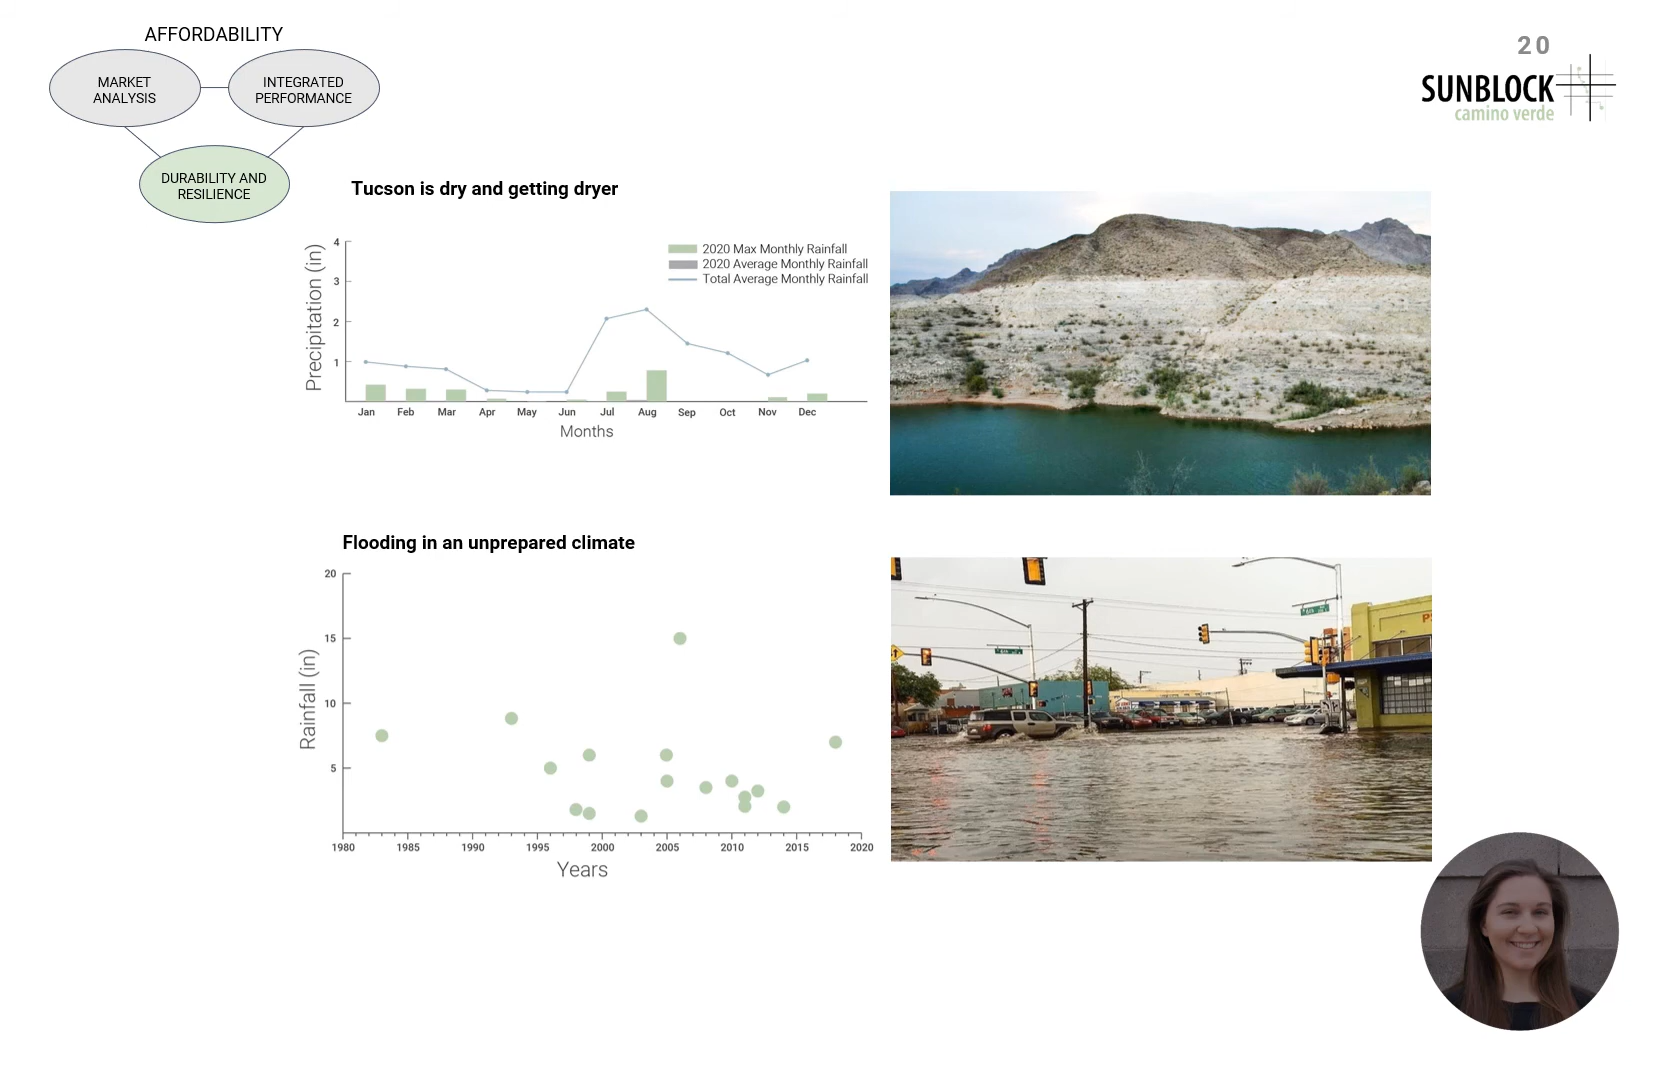 AFFORDABILITY
MARKET
ANALYSIS
INTEGRATED
PERFORMANCE
DURABILITY AND
RESILIENCE
20
SUNBLOCK
camino verde
Tucson is dry and getting dryer
Precipitation (in)
4
3
2
1
2020 Max Monthly Rainfall
2020 Average Monthly Rainfall
Total Average Monthly Rainfall
Jan Feb Mar Apr May Jun Jul Aug Sep Oct Nov Dec
Months
Flooding in an unprepared climate
Rainfall (in)
20
15
10
5
1980 1985 1990 1995 2000 2005 2010 2015 2020
Years